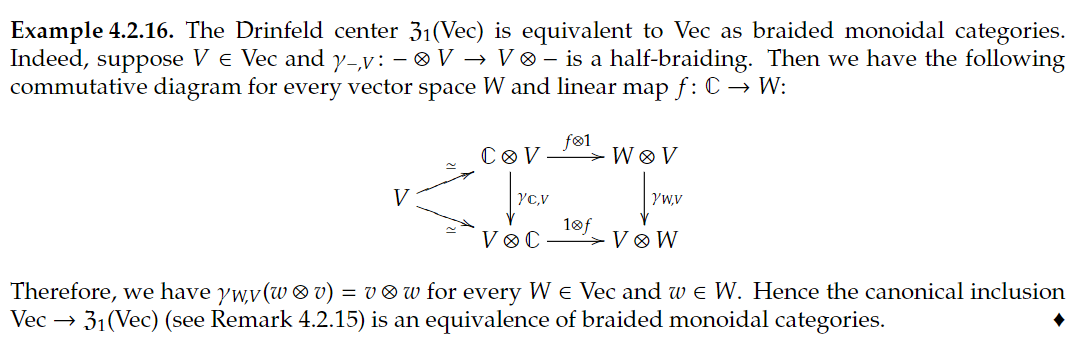 Example 4.2.16. The Drinfeld center ℨ₁(Vec) is equivalent to Vec as braided monoidal categories.
Indeed, suppose V ∈ Vec and γ₋,V : − ⊗ V → V ⊗ − is a half-braiding. Then we have the following
commutative diagram for every vector space W and linear map f : ℂ → W:
f⊗1
ℂ ⊗ V → W ⊗ V
≃
V γℂ,V γW,V
≃
1⊗f
V ⊗ ℂ → V ⊗ W
Therefore, we have γW,V(w ⊗ v) = v ⊗ w for every W ∈ Vec and w ∈ W. Hence the canonical inclusion
Vec → ℨ₁(Vec) (see Remark 4.2.15) is an equivalence of braided monoidal categories. ♦